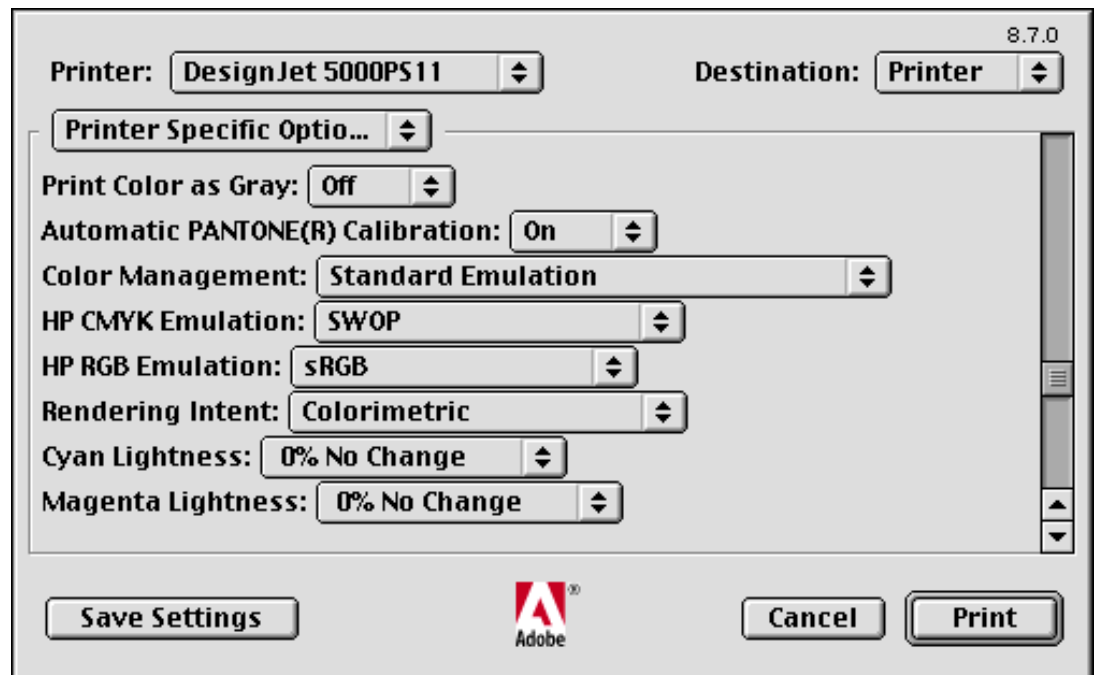 8.7.0
Printer: DesignJet 5000PS11 Destination: Printer
Printer Specific Optio...
Print Color as Gray: Off
Automatic PANTONE(R) Calibration: On
Color Management: Standard Emulation
HP CMYK Emulation: SWOP
HP RGB Emulation: sRGB
Rendering Intent: Colorimetric
Cyan Lightness: 0% No Change
Magenta Lightness: 0% No Change
Save Settings Adobe® Cancel Print